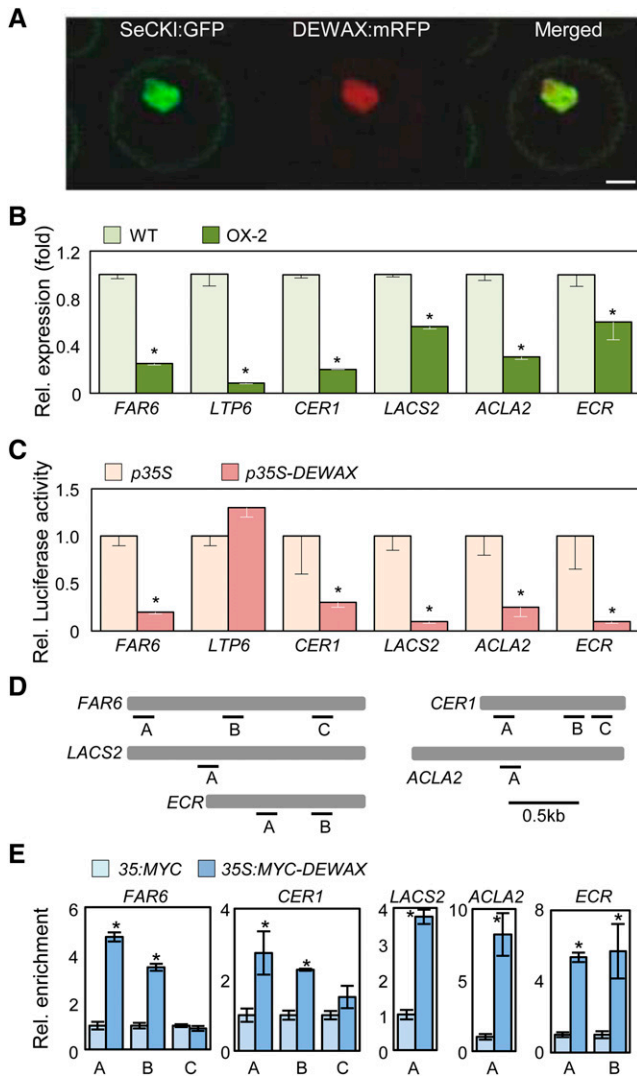 A
SeCKI:GFP DEWAX:mRFP Merged
B
WT OX-2
Rel. expression (fold)
1.2
0.8
0.4
0
* * * * * *
FAR6 LTP6 CER1 LACS2 ACLA2 ECR
C
p35S p35S-DEWAX
Rel. Luciferase activity
1.5
1.0
0.5
0
* * * * *
FAR6 LTP6 CER1 LACS2 ACLA2 ECR
D
FAR6 CER1
A B C A B C
LACS2 ACLA2
A A
ECR 0.5kb
A B
E
35:MYC 35S:MYC-DEWAX
FAR6 CER1 LACS2 ACLA2 ECR
Rel. enrichment
6 4 4 10 8
4 3
2 2 5 4
2 1
0 0 0 0 0
* * * * * * * *
A B C A B C A A A B